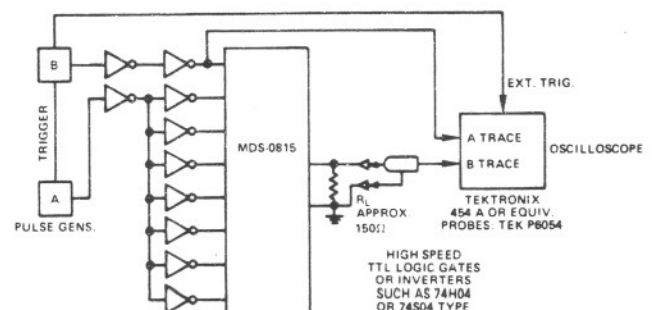 B
TRIGGER
A
PULSE GENS.
MDS-0815
EXT. TRIG.
A TRACE
B TRACE
OSCILLOSCOPE
TEKTRONIX
454 A OR EQUIV.
PROBES: TEK P6054
RL
APPROX.
150Ω
HIGH SPEED
TTL LOGIC GATES
OR INVERTERS
SUCH AS 74H04
OR 74S04 TYPE